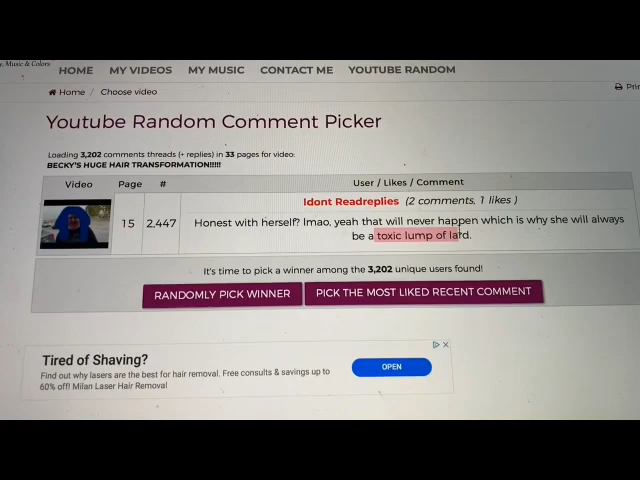 y, Music & Colors
HOME MY VIDEOS MY MUSIC CONTACT ME YOUTUBE RANDOM
Home / Choose video
Youtube Random Comment Picker
Loading 3,202 comments threads (+ replies) in 33 pages for video:
BECKY'S HUGE HAIR TRANSFORMATION!!!!!
Video Page # User / Likes / Comment
Idont Readreplies (2 comments, 1 likes )
15 2,447 Honest with herself? lmao, yeah that will never happen which is why she will always
be a toxic lump of lard.
It's time to pick a winner among the 3,202 unique users found!
RANDOMLY PICK WINNER PICK THE MOST LIKED RECENT COMMENT
Tired of Shaving?
Find out why lasers are the best for hair removal. Free consults & savings up to
60% off! Milan Laser Hair Removal
OPEN